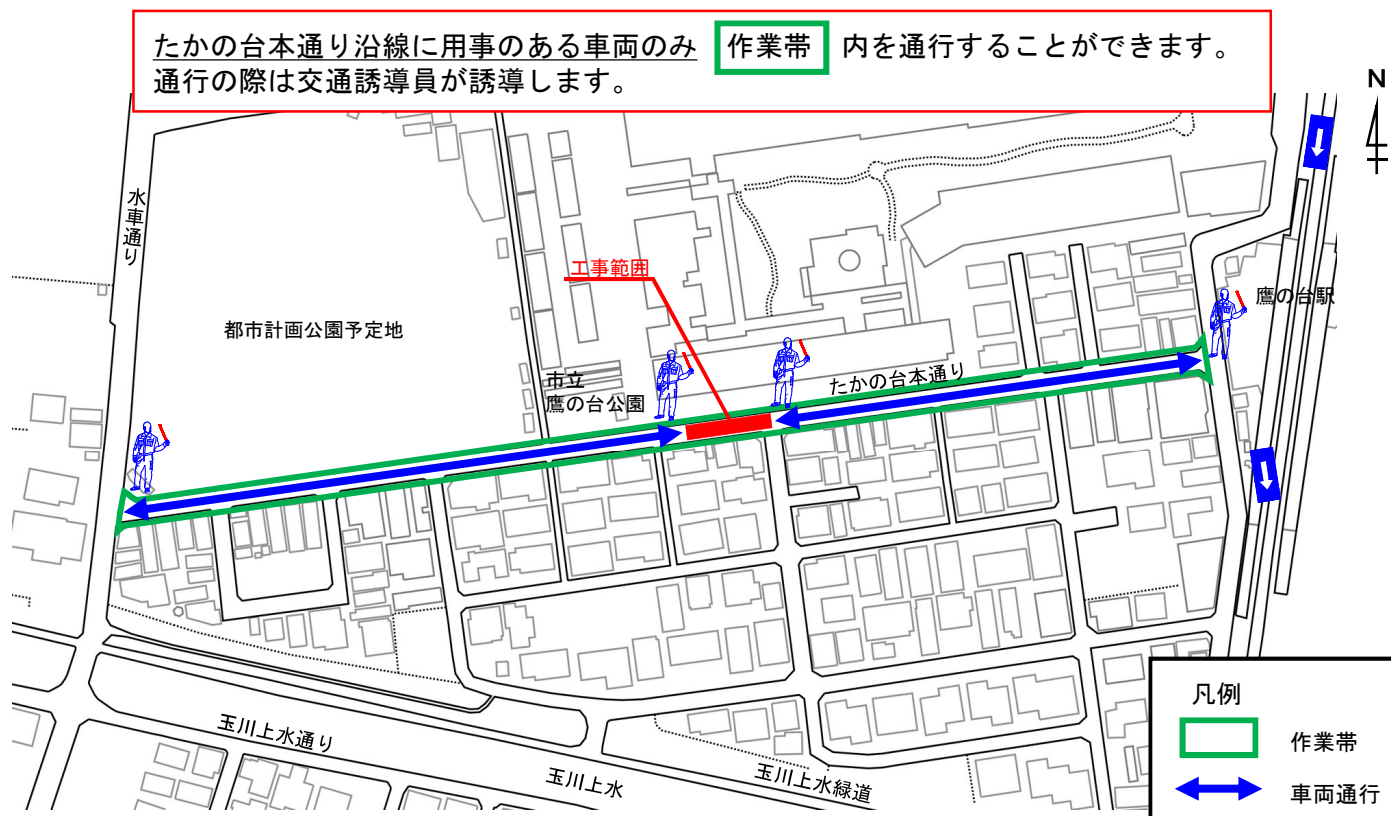 たかの台本通り沿線に用事のある車両のみ 作業帯 内を通行することができます。
通行の際は交通誘導員が誘導します。
N
水車通り
工事範囲
鷹の台駅
都市計画公園予定地
市立
鷹の台公園
たかの台本通り
玉川上水通り
玉川上水
玉川上水緑道
凡例
作業帯
車両通行